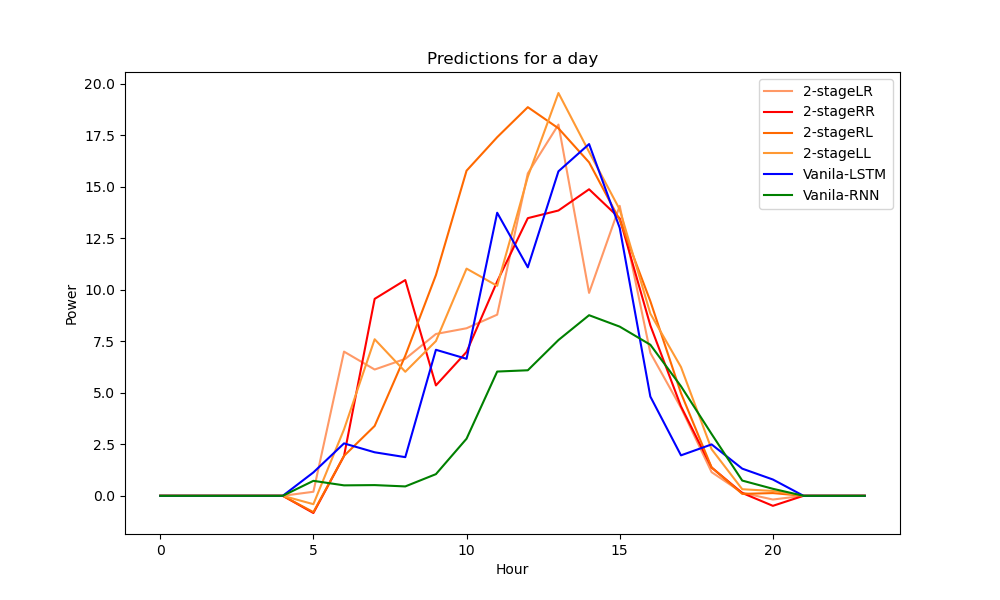 Predictions for a day
20.0
17.5
15.0
12.5
10.0
7.5
5.0
2.5
0.0
Power
0 5 10 15 20
Hour
2-stageLR
2-stageRR
2-stageRL
2-stageLL
Vanila-LSTM
Vanila-RNN